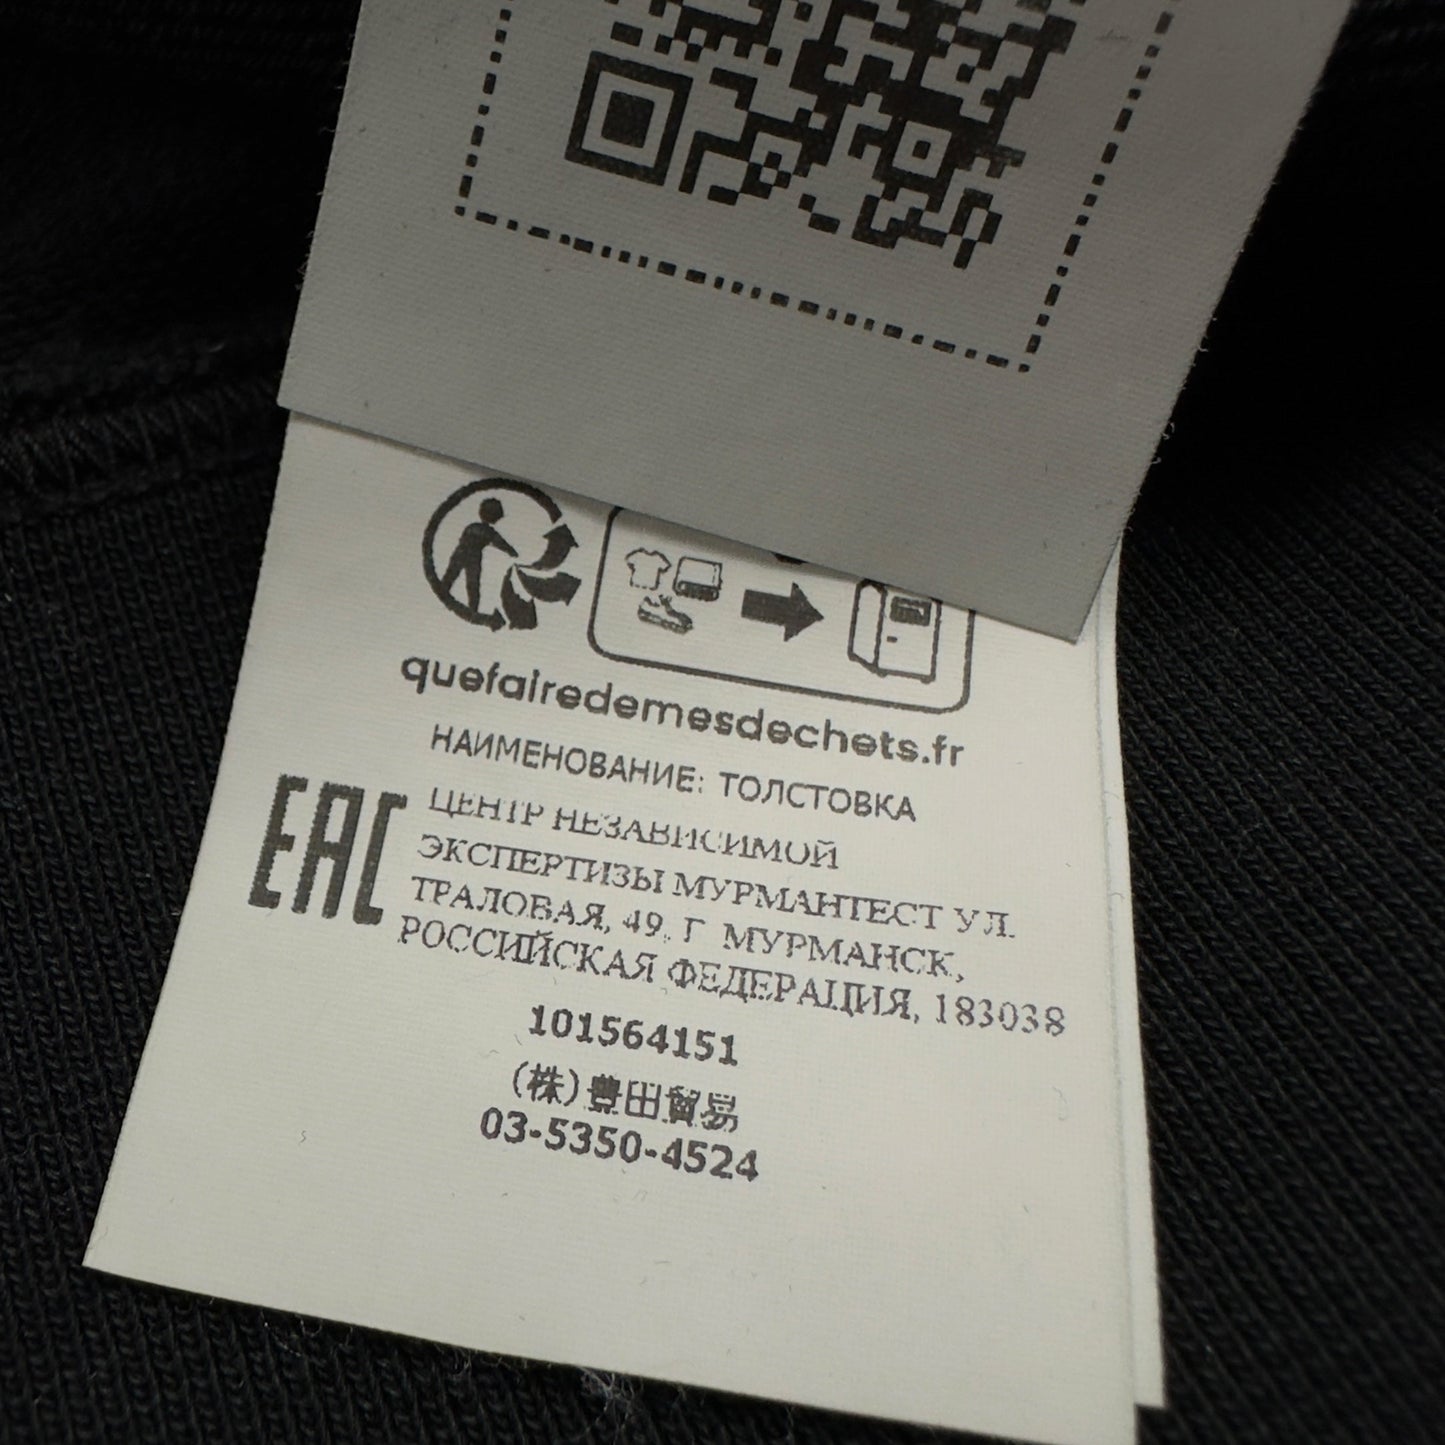 quefairedemesdechets.fr
НАИМЕНОВАНИЕ: ТОЛСТОВКА
EAC
ЦЕНТР НЕЗАВИСИМОЙ
ЭКСПЕРТИЗЫ МУРМАНТЕСТ УЛ.
ТРАЛОВАЯ, 49, Г МУРМАНСК,
РОССИЙСКАЯ ФЕДЕРАЦИЯ, 183038
101564151
(株)豊田貿易
03-5350-4524